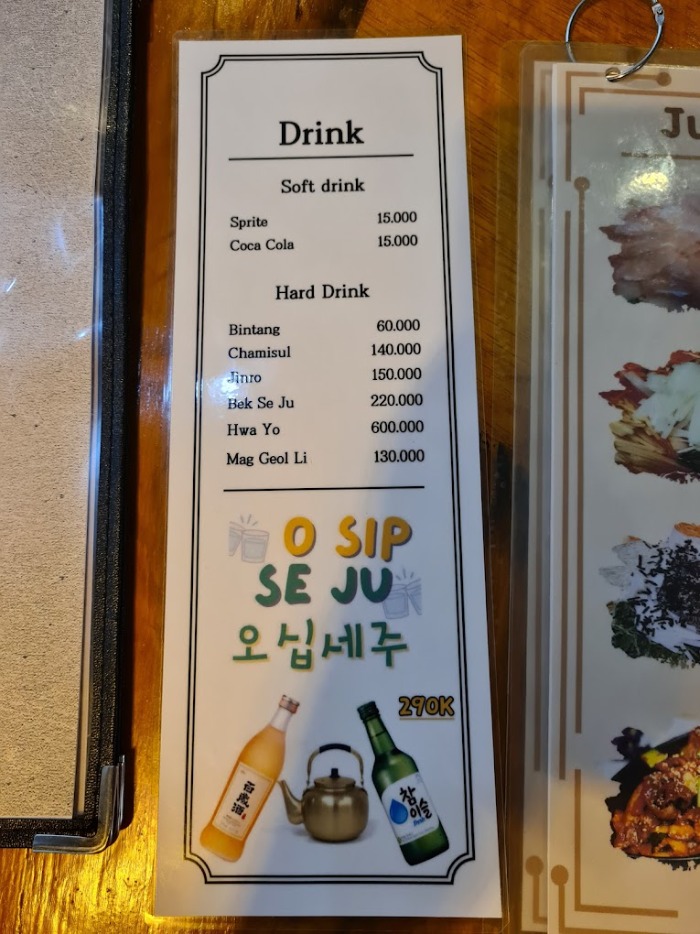 Drink
Soft drink
Sprite 15.000
Coca Cola 15.000
Hard Drink
Bintang 60.000
Chamisul 140.000
Jinro 150.000
Bek Se Ju 220.000
Hwa Yo 600.000
Mag Geol Li 130.000
O SIP
SE JU
오십세주
290K
百歲酒
참
이슬
fresh
Ju